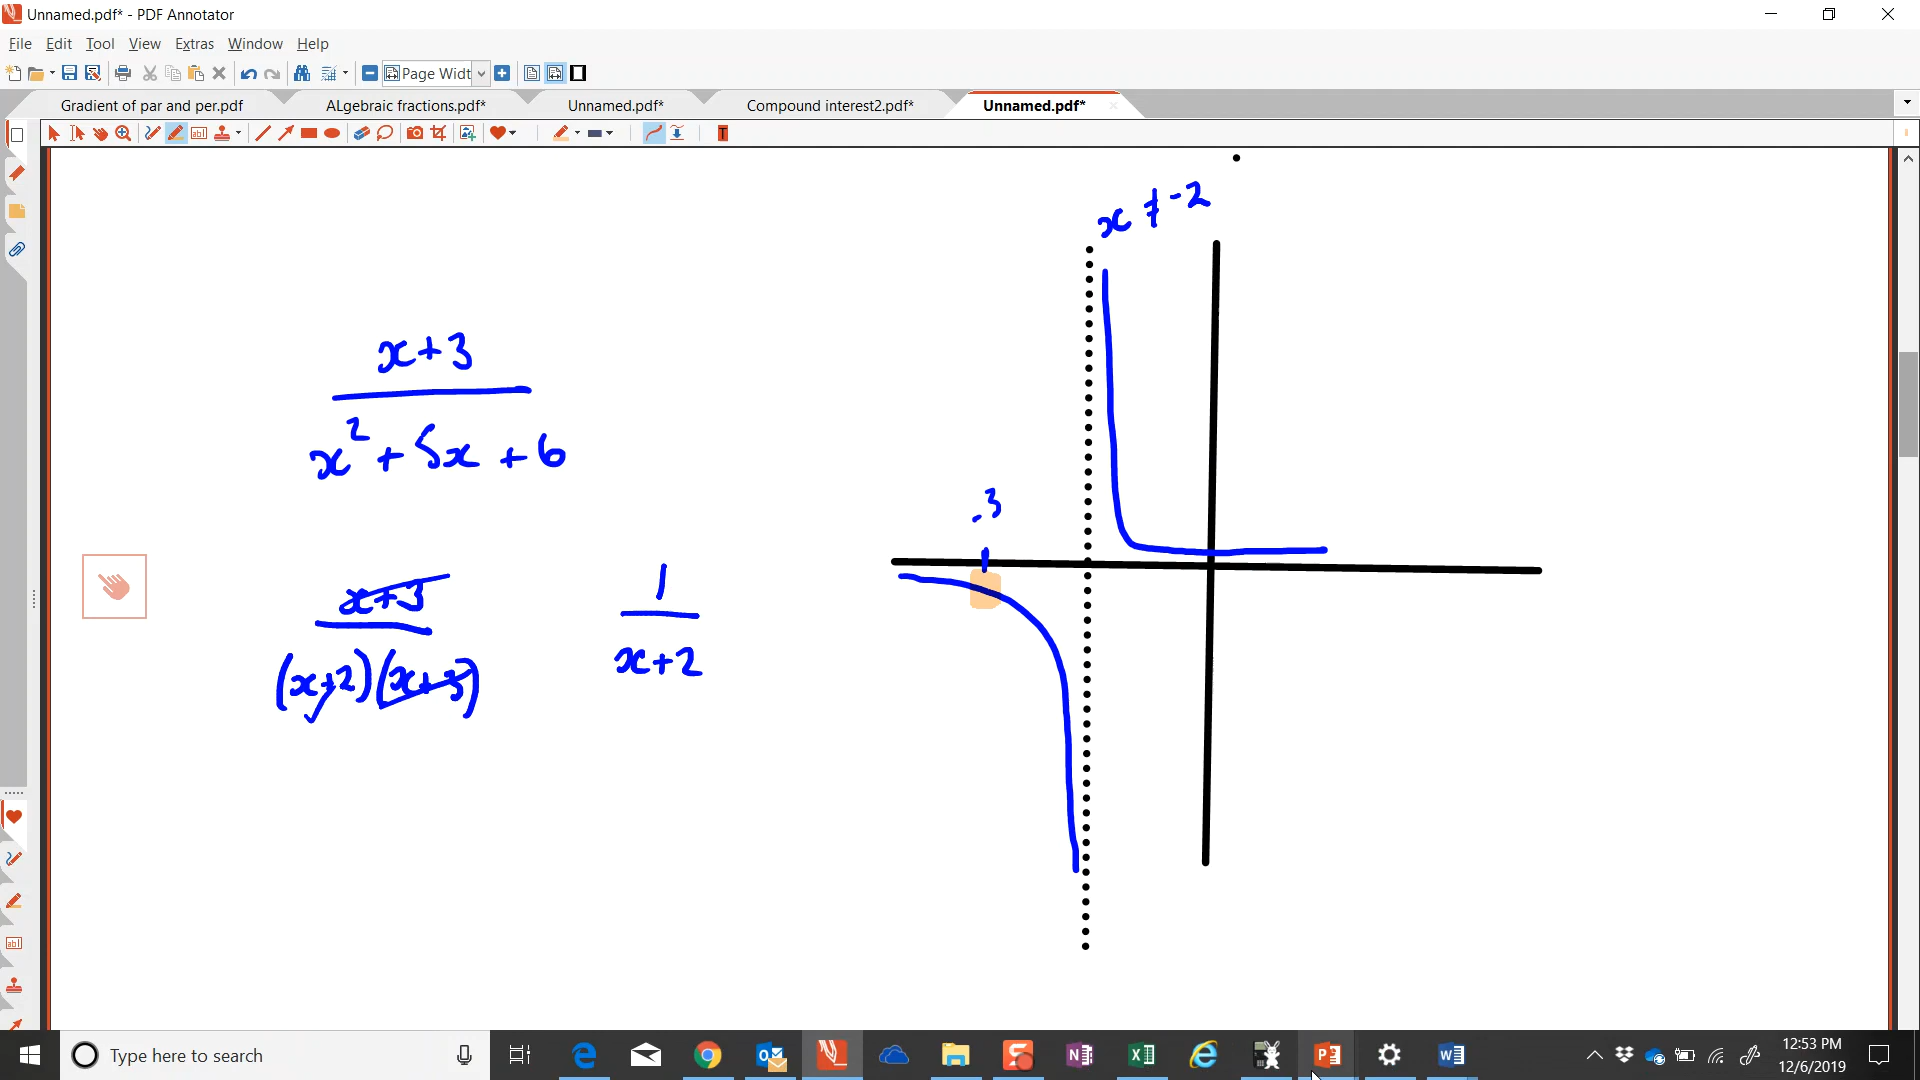 Unnamed.pdf* - PDF Annotator
File Edit Tool View Extras Window Help
Page Widt
Gradient of par and per.pdf
ALgebraic fractions.pdf*
Unnamed.pdf*
Compound interest2.pdf*
Unnamed.pdf*
x ≠ -2
x+3
x² + 5x + 6
-3
x+3
(x+2)(x+3)
1
x+2
Type here to search
12:53 PM
12/6/2019